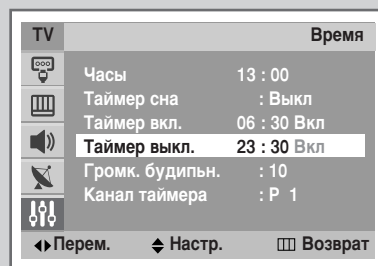 TV Время
Часы 13 : 00
Таймер сна : Выкл
Таймер вкл. 06 : 30 Вкл
Таймер выкл. 23 : 30 Вкл
Громк. будипьн. : 10
Канал таймера : P 1
Перем. Настр. Возврат